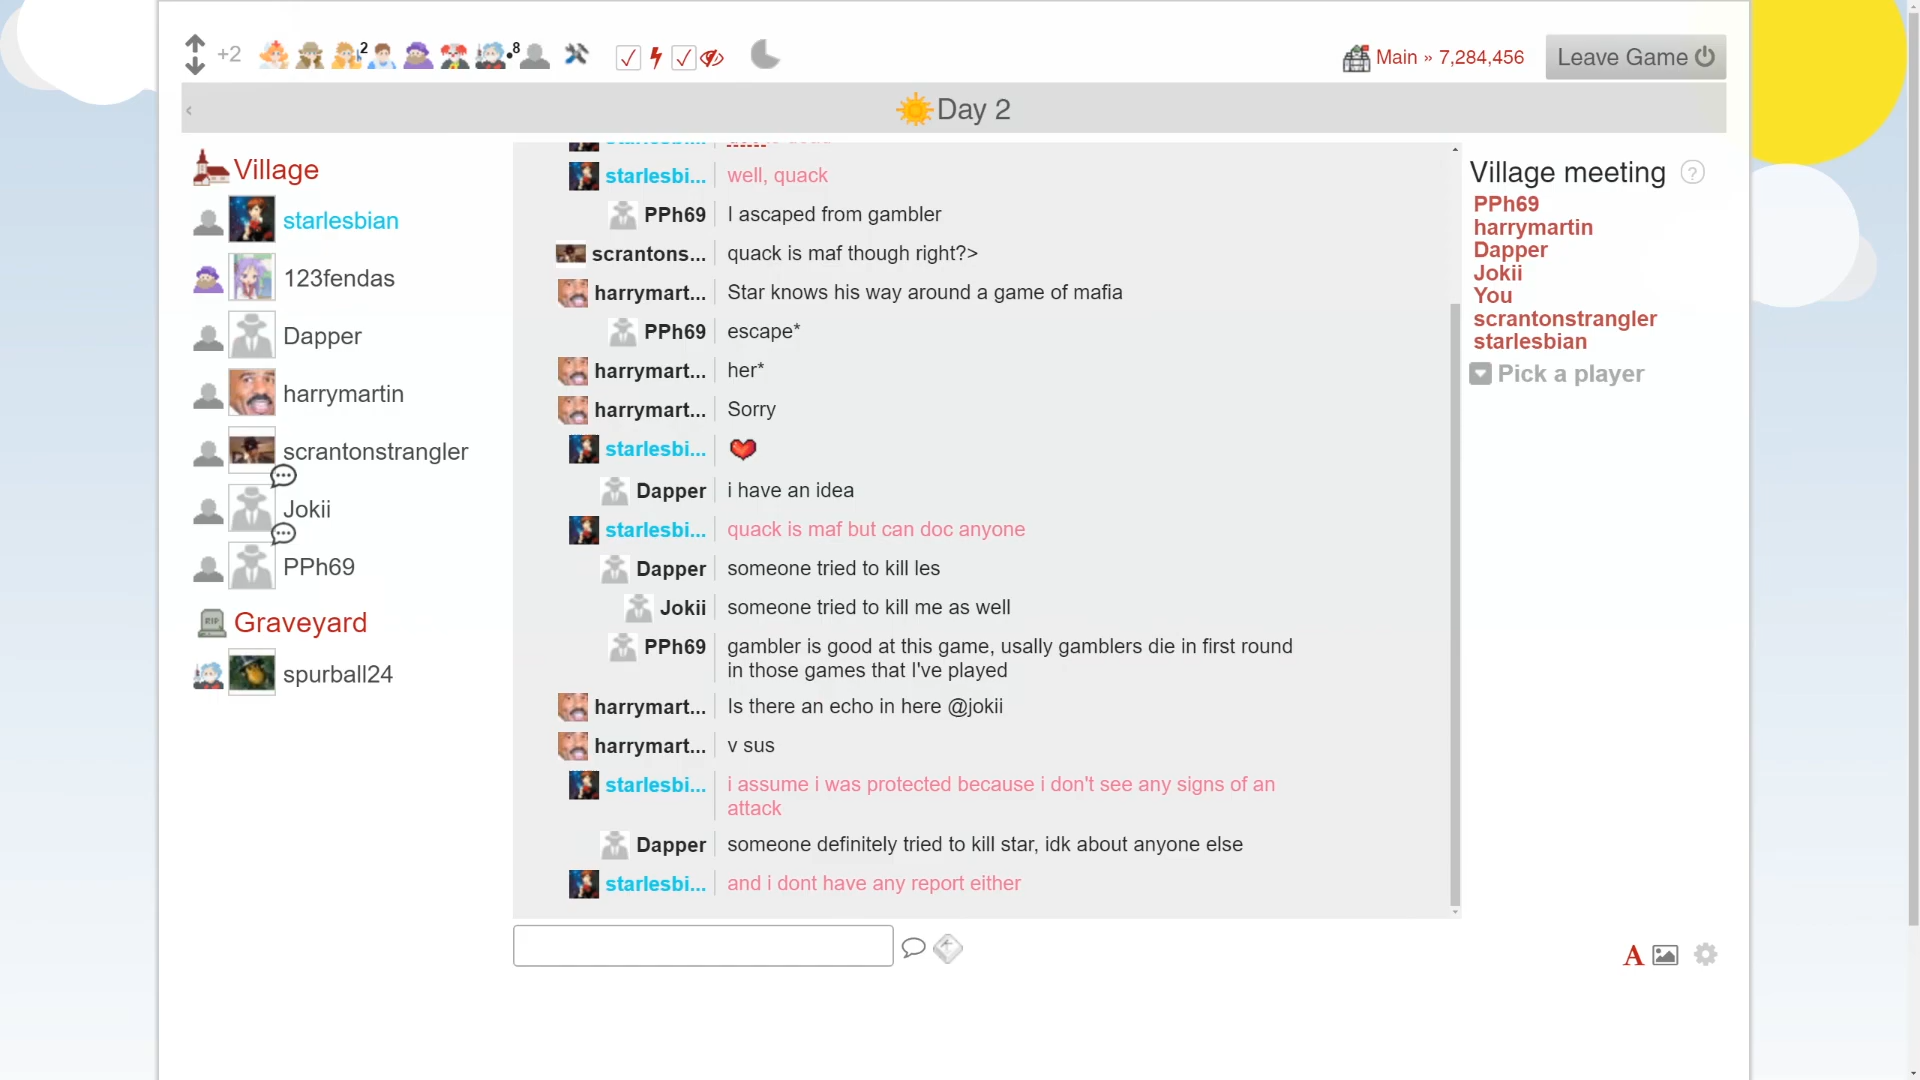 +2
2
8
Main » 7,284,456
Leave Game
‹
Day 2
Village
starlesbian
123fendas
Dapper
harrymartin
scrantonstrangler
Jokii
PPh69
Graveyard
RIP
spurball24
starlesbi... well, quack
PPh69 I ascaped from gambler
scrantons... quack is maf though right?>
harrymart... Star knows his way around a game of mafia
PPh69 escape*
harrymart... her*
harrymart... Sorry
starlesbi...
Dapper i have an idea
starlesbi... quack is maf but can doc anyone
Dapper someone tried to kill les
Jokii someone tried to kill me as well
PPh69 gambler is good at this game, usally gamblers die in first round
in those games that I've played
harrymart... Is there an echo in here @jokii
harrymart... v sus
starlesbi... i assume i was protected because i don't see any signs of an
attack
Dapper someone definitely tried to kill star, idk about anyone else
starlesbi... and i dont have any report either
Village meeting ?
PPh69
harrymartin
Dapper
Jokii
You
scrantonstrangler
starlesbian
Pick a player
A